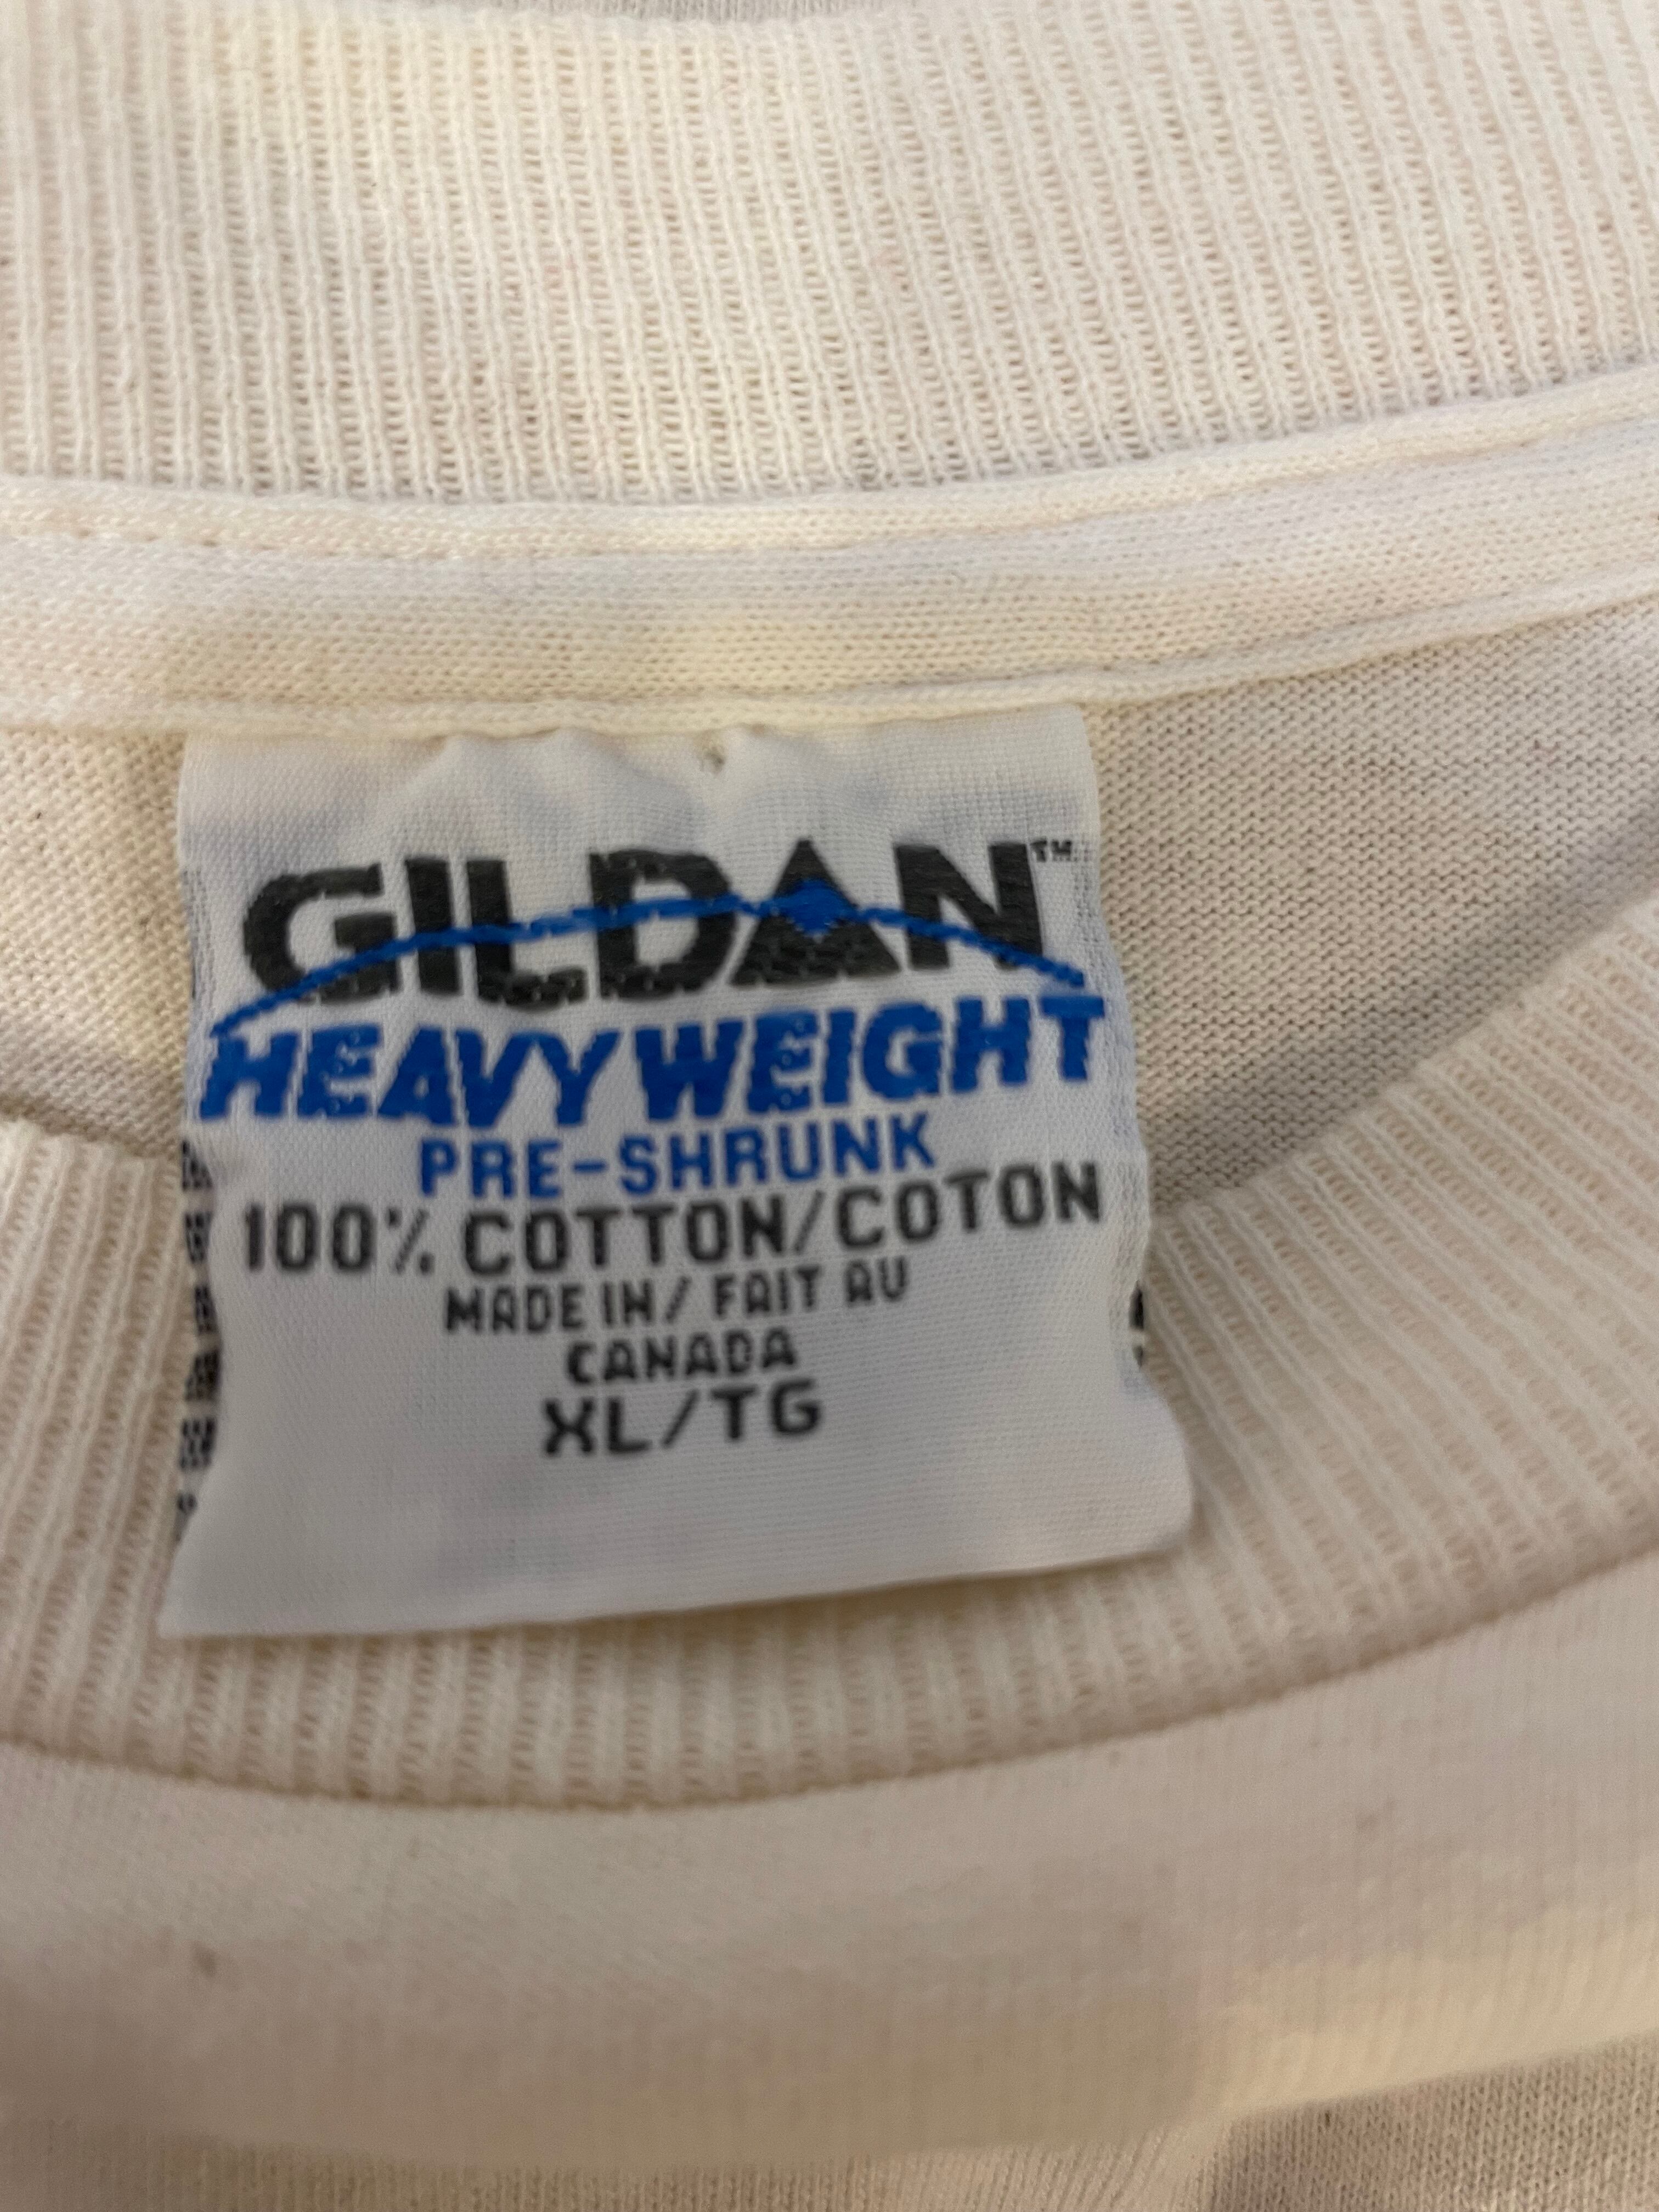 GILDAN™
HEAVYWEIGHT
PRE-SHRUNK
100% COTTON/COTON
MADE IN/ FAIT AU
CANADA
XL/TG